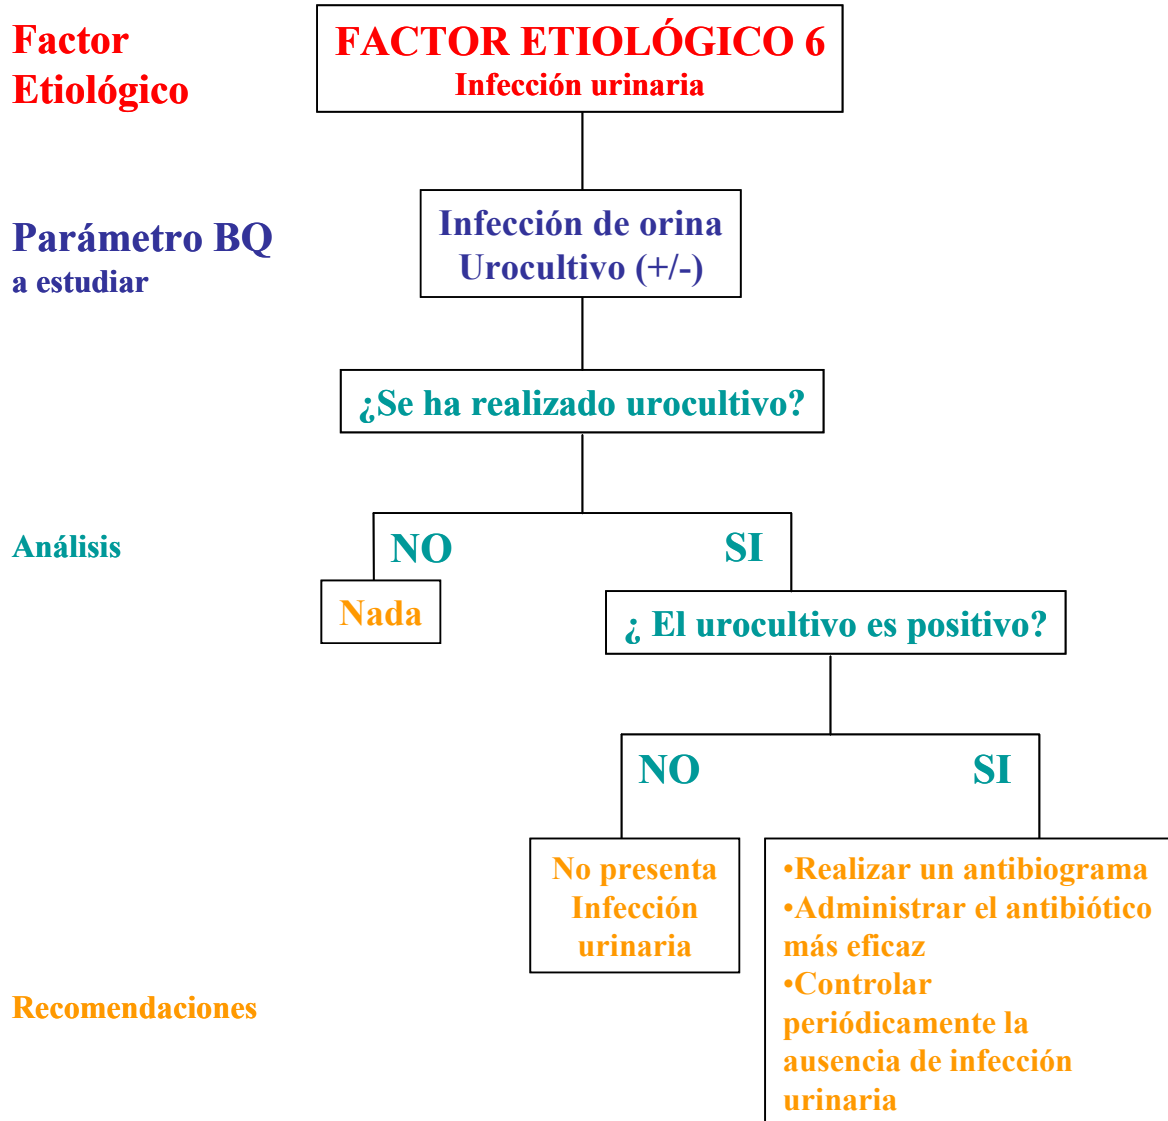 Factor
Etiológico
FACTOR ETIOLÓGICO 6
Infección urinaria
Parámetro BQ
a estudiar
Infección de orina
Urocultivo (+/-)
¿Se ha realizado urocultivo?
Análisis
NO
SI
Nada
¿ El urocultivo es positivo?
NO
SI
No presenta
Infección
urinaria
•Realizar un antibiograma
•Administrar el antibiótico
más eficaz
•Controlar
periódicamente la
ausencia de infección
urinaria
Recomendaciones